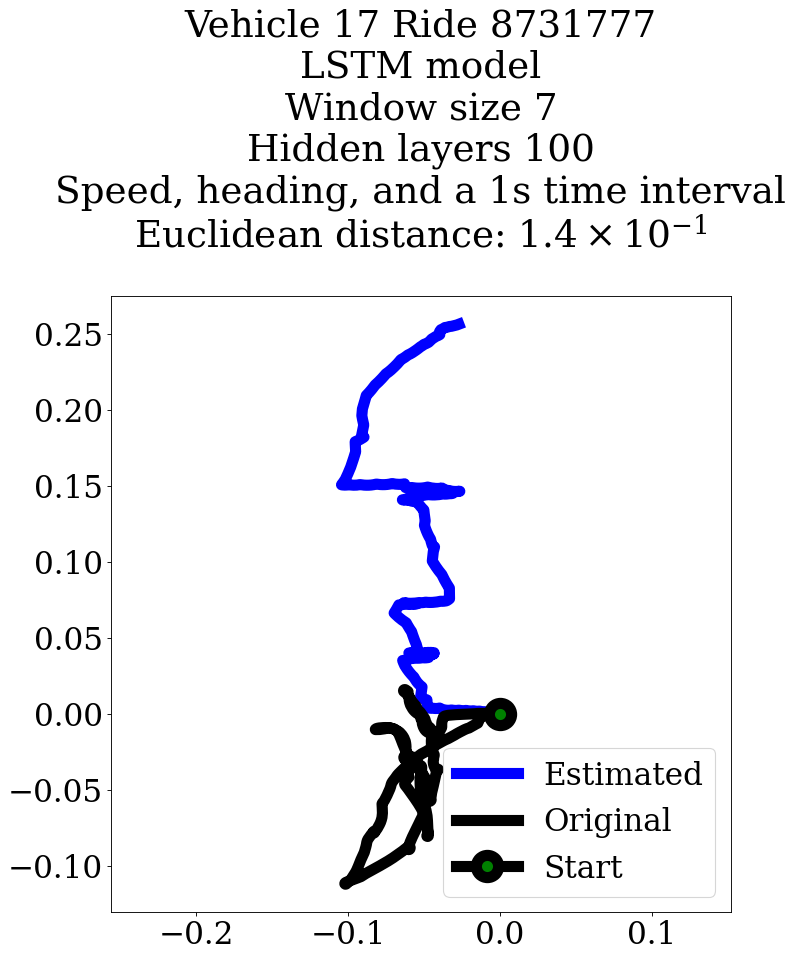 Vehicle 17 Ride 8731777
LSTM model
Window size 7
Hidden layers 100
Speed, heading, and a 1s time interval
Euclidean distance: 1.4 × 10⁻¹
0.25
0.20
0.15
0.10
0.05
0.00
−0.05
−0.10
Estimated
Original
Start
−0.2 −0.1 0.0 0.1